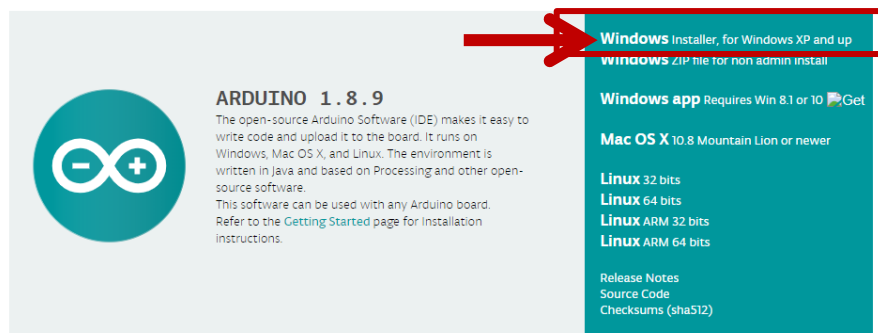 ARDUINO 1.8.9
The open-source Arduino Software (IDE) makes it easy to
write code and upload it to the board. It runs on
Windows, Mac OS X, and Linux. The environment is
written in Java and based on Processing and other open-
source software.
This software can be used with any Arduino board.
Refer to the Getting Started page for Installation
instructions.
Windows Installer, for Windows XP and up
Windows ZIP file for non admin install
Windows app Requires Win 8.1 or 10 Get
Mac OS X 10.8 Mountain Lion or newer
Linux 32 bits
Linux 64 bits
Linux ARM 32 bits
Linux ARM 64 bits
Release Notes
Source Code
Checksums (sha512)